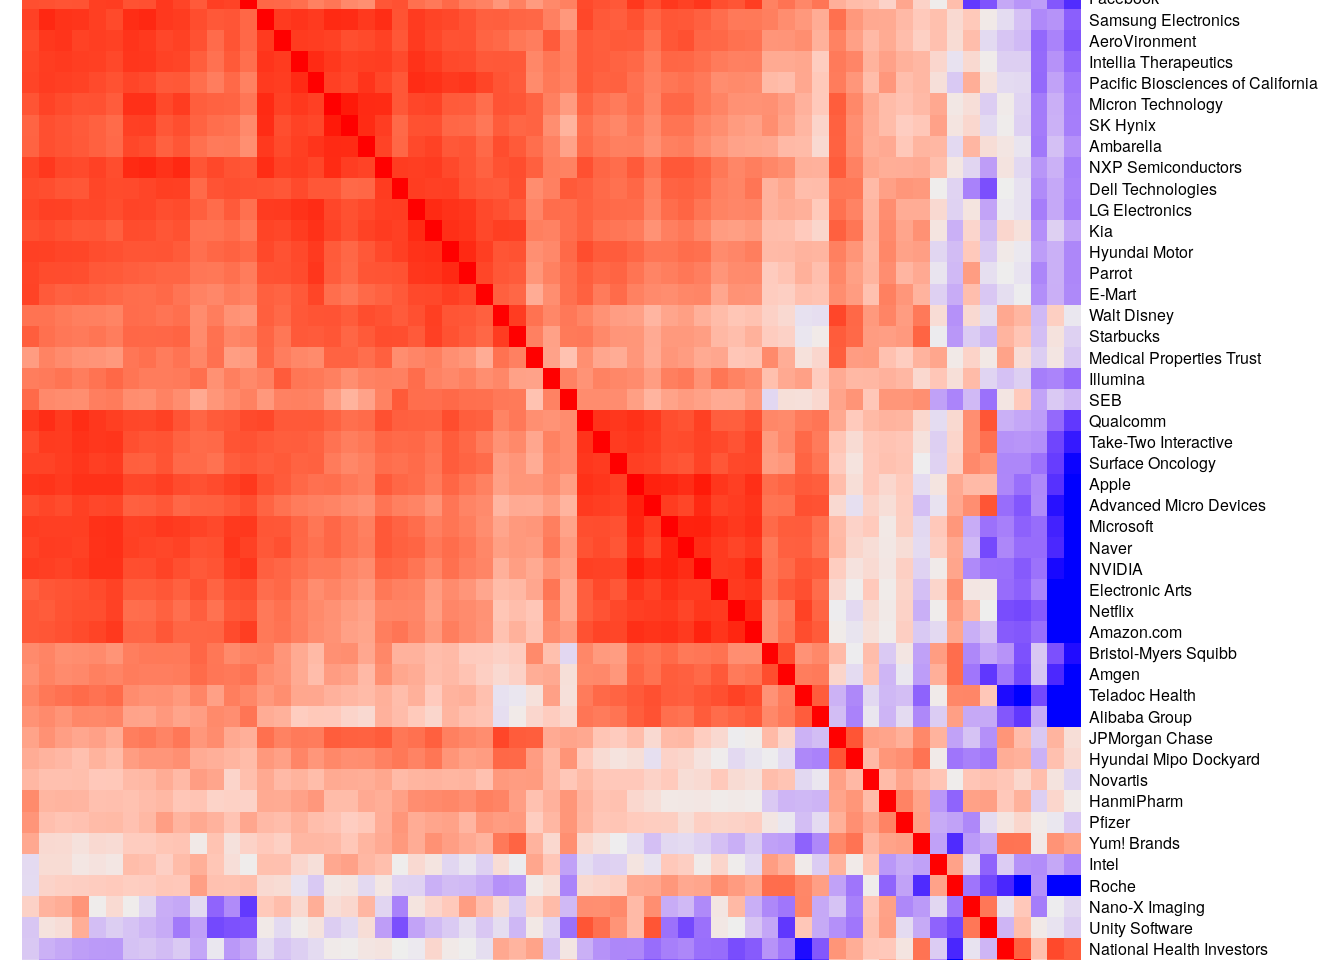 Facebook
Samsung Electronics
AeroVironment
Intellia Therapeutics
Pacific Biosciences of California
Micron Technology
SK Hynix
Ambarella
NXP Semiconductors
Dell Technologies
LG Electronics
Kia
Hyundai Motor
Parrot
E-Mart
Walt Disney
Starbucks
Medical Properties Trust
Illumina
SEB
Qualcomm
Take-Two Interactive
Surface Oncology
Apple
Advanced Micro Devices
Microsoft
Naver
NVIDIA
Electronic Arts
Netflix
Amazon.com
Bristol-Myers Squibb
Amgen
Teladoc Health
Alibaba Group
JPMorgan Chase
Hyundai Mipo Dockyard
Novartis
HanmiPharm
Pfizer
Yum! Brands
Intel
Roche
Nano-X Imaging
Unity Software
National Health Investors